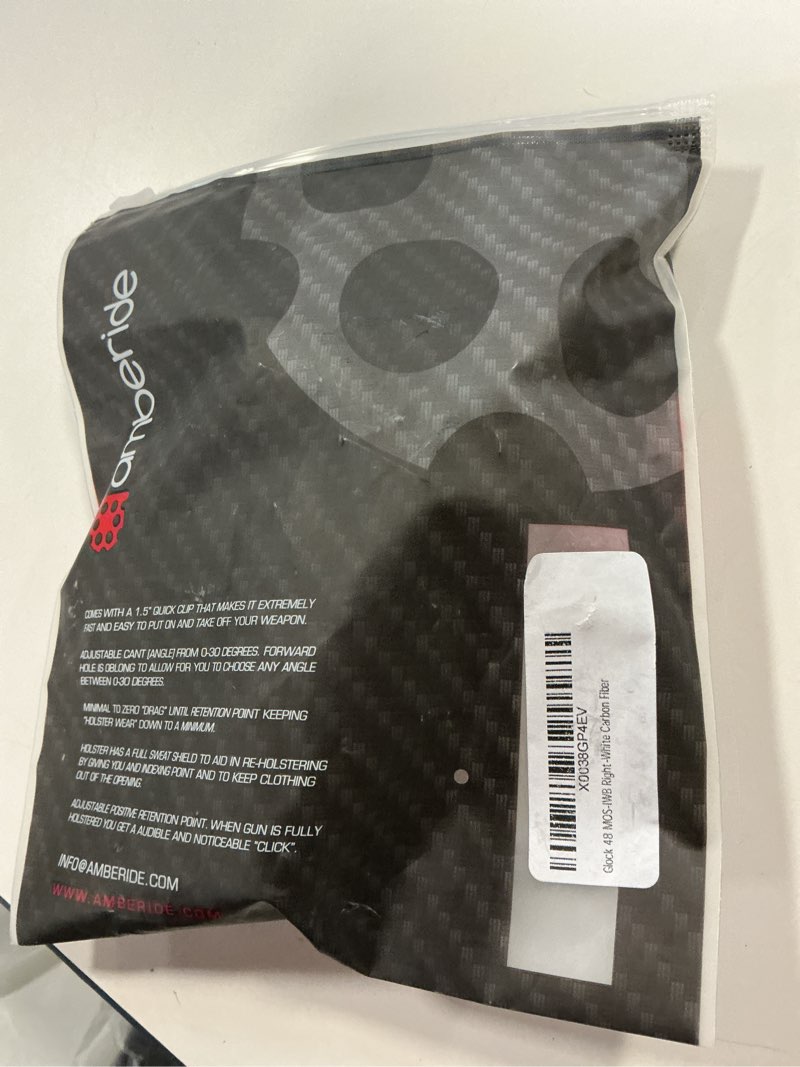 amberide
COMES WITH A 1.5" QUICK CLIP THAT MAKES IT EXTREMELY
FAST AND EASY TO PUT ON AND TAKE OFF YOUR WEAPON.
ADJUSTABLE CANT (ANGLE) FROM 0-30 DEGREES. FORWARD
HOLE IS OBLONG TO ALLOW FOR YOU TO CHOOSE ANY ANGLE
BETWEEN 0-30 DEGREES.
MINIMAL TO ZERO "DRAG" UNTIL RETENTION POINT KEEPING
"HOLSTER WEAR" DOWN TO A MINIMUM.
HOLSTER HAS A FULL SWEAT SHIELD TO AID IN RE-HOLSTERING
BY GIVING YOU AND INDEXING POINT AND TO KEEP CLOTHING
OUT OF THE OPENING.
ADJUSTABLE POSITIVE RETENTION POINT. WHEN GUN IS FULLY
HOLSTERED YOU GET A AUDIBLE AND NOTICEABLE "CLICK".
INFO@AMBERIDE.COM
WWW.AMBERIDE.COM
X0038GP4EV
Glock 48 MOS-IWB Right-White Carbon Fiber